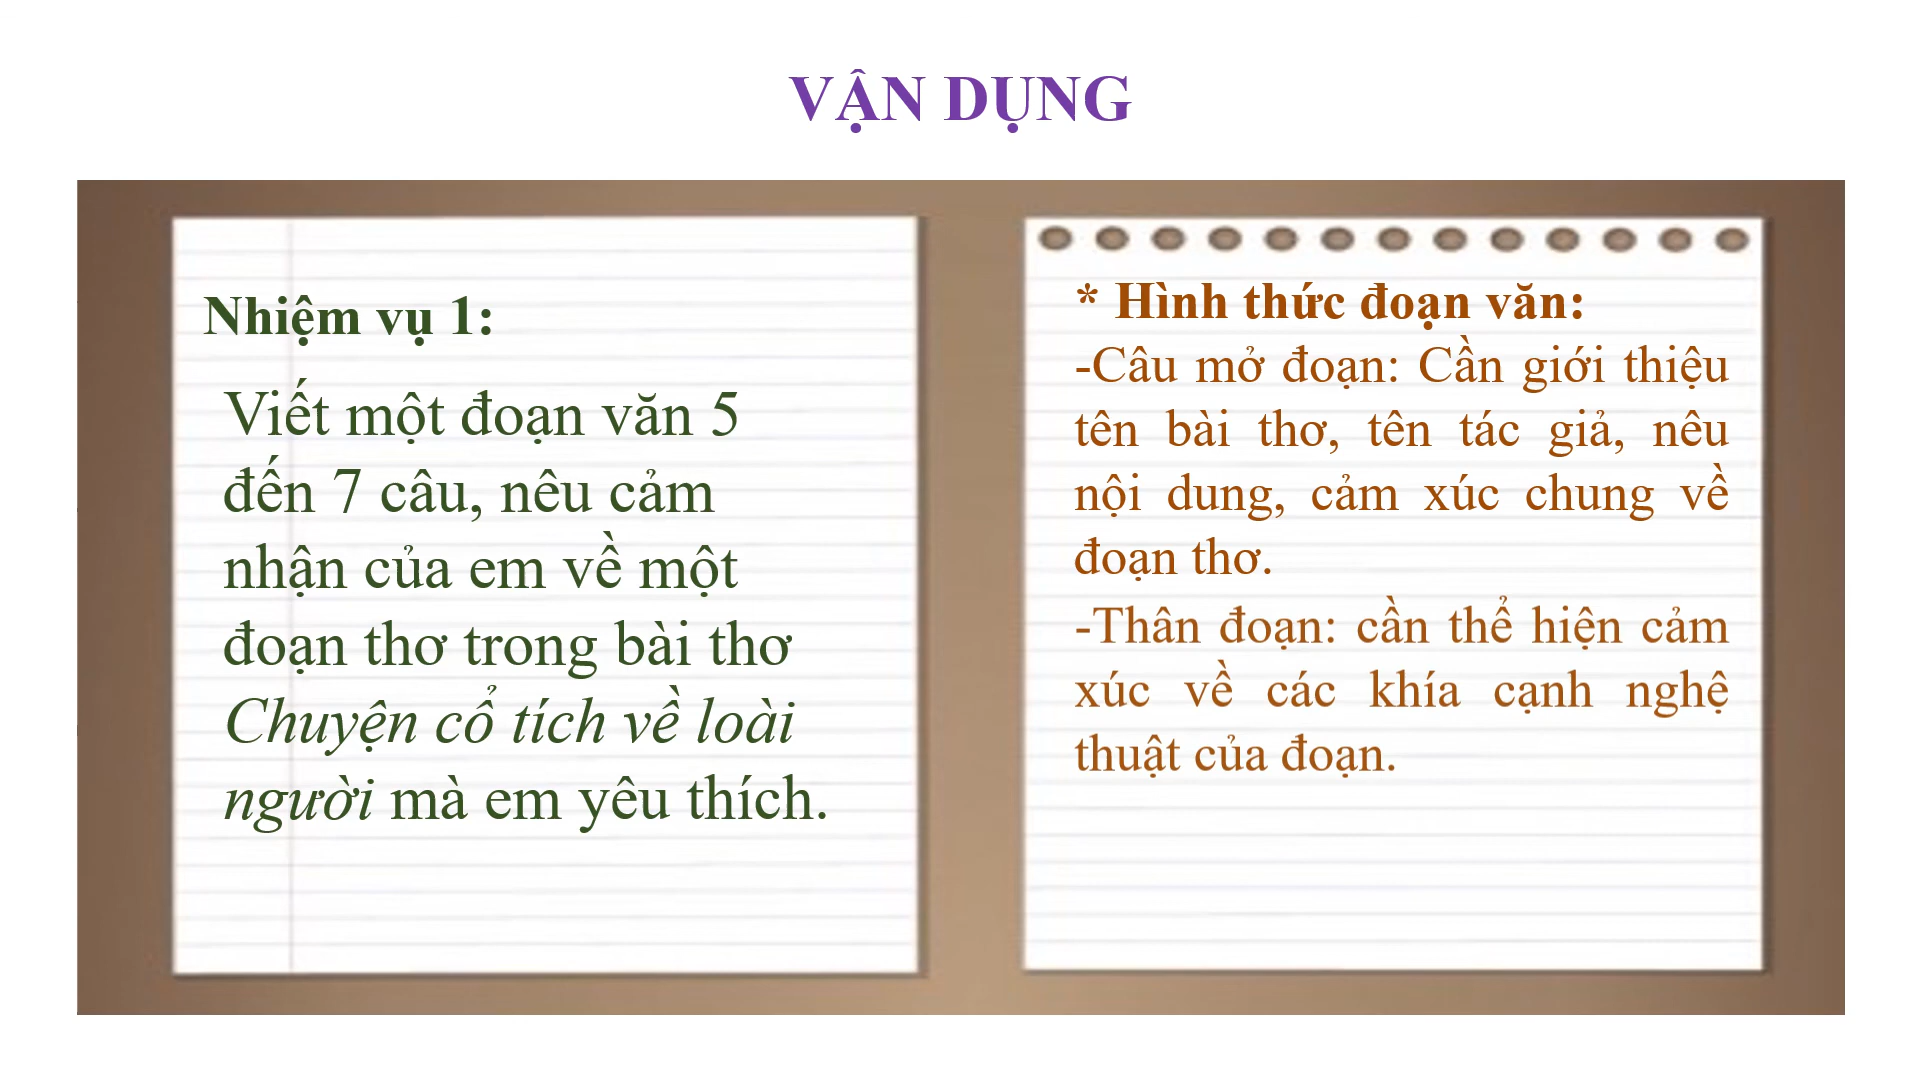 VẬN DỤNG
Nhiệm vụ 1:
Viết một đoạn văn 5
đến 7 câu, nêu cảm
nhận của em về một
đoạn thơ trong bài thơ
Chuyện cổ tích về loài
người mà em yêu thích.
* Hình thức đoạn văn:
-Câu mở đoạn: Cần giới thiệu
tên bài thơ, tên tác giả, nêu
nội dung, cảm xúc chung về
đoạn thơ.
-Thân đoạn: cần thể hiện cảm
xúc về các khía cạnh nghệ
thuật của đoạn.